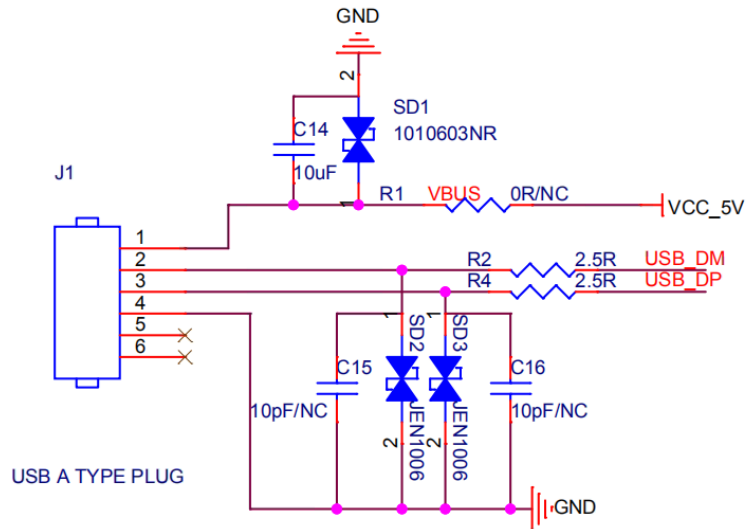 GND
2
SD1
1010603NR
C14
10uF
J1
1
R1
VBUS
0R/NC
VCC_5V
1
2
3
4
5
6
R2
2.5R
USB_DM
R4
2.5R
USB_DP
1
SD2
1
SD3
C15
10pF/NC
C16
10pF/NC
2
JEN1006
2
JEN1006
USB A TYPE PLUG
GND